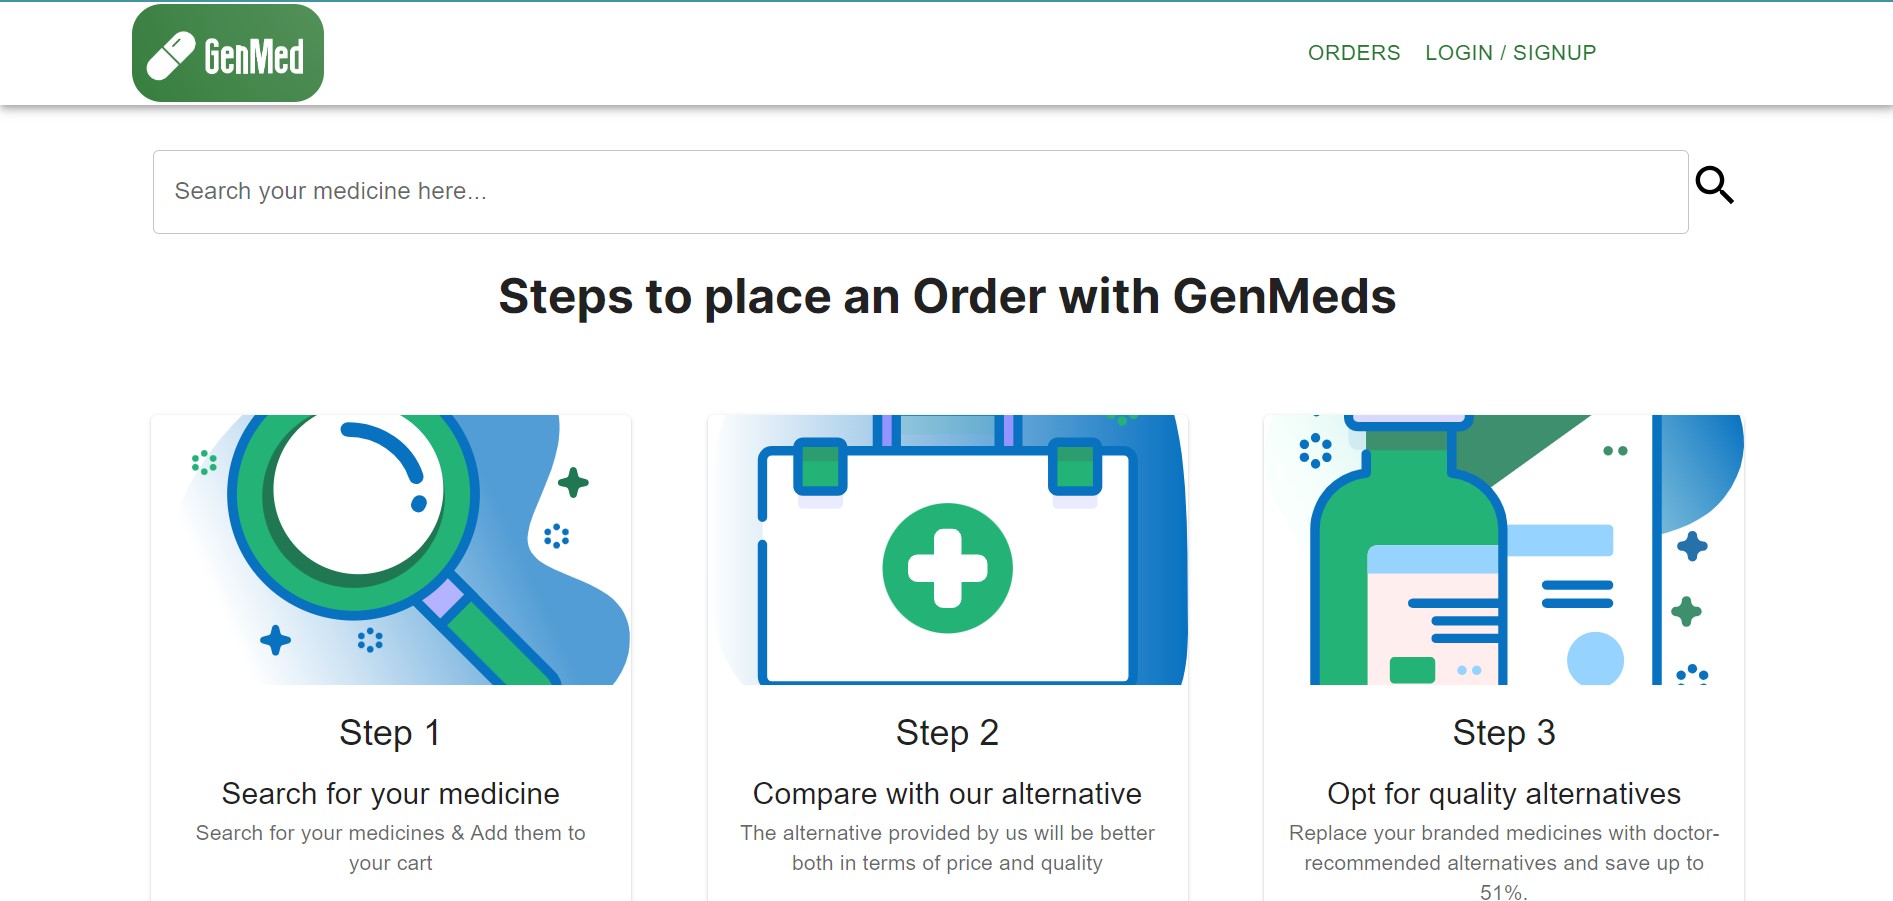 GenMed
ORDERS
LOGIN / SIGNUP
Search your medicine here...
Steps to place an Order with GenMeds
Step 1
Search for your medicine
Search for your medicines & Add them to
your cart
Step 2
Compare with our alternative
The alternative provided by us will be better
both in terms of price and quality
Step 3
Opt for quality alternatives
Replace your branded medicines with doctor-
recommended alternatives and save up to
51%.